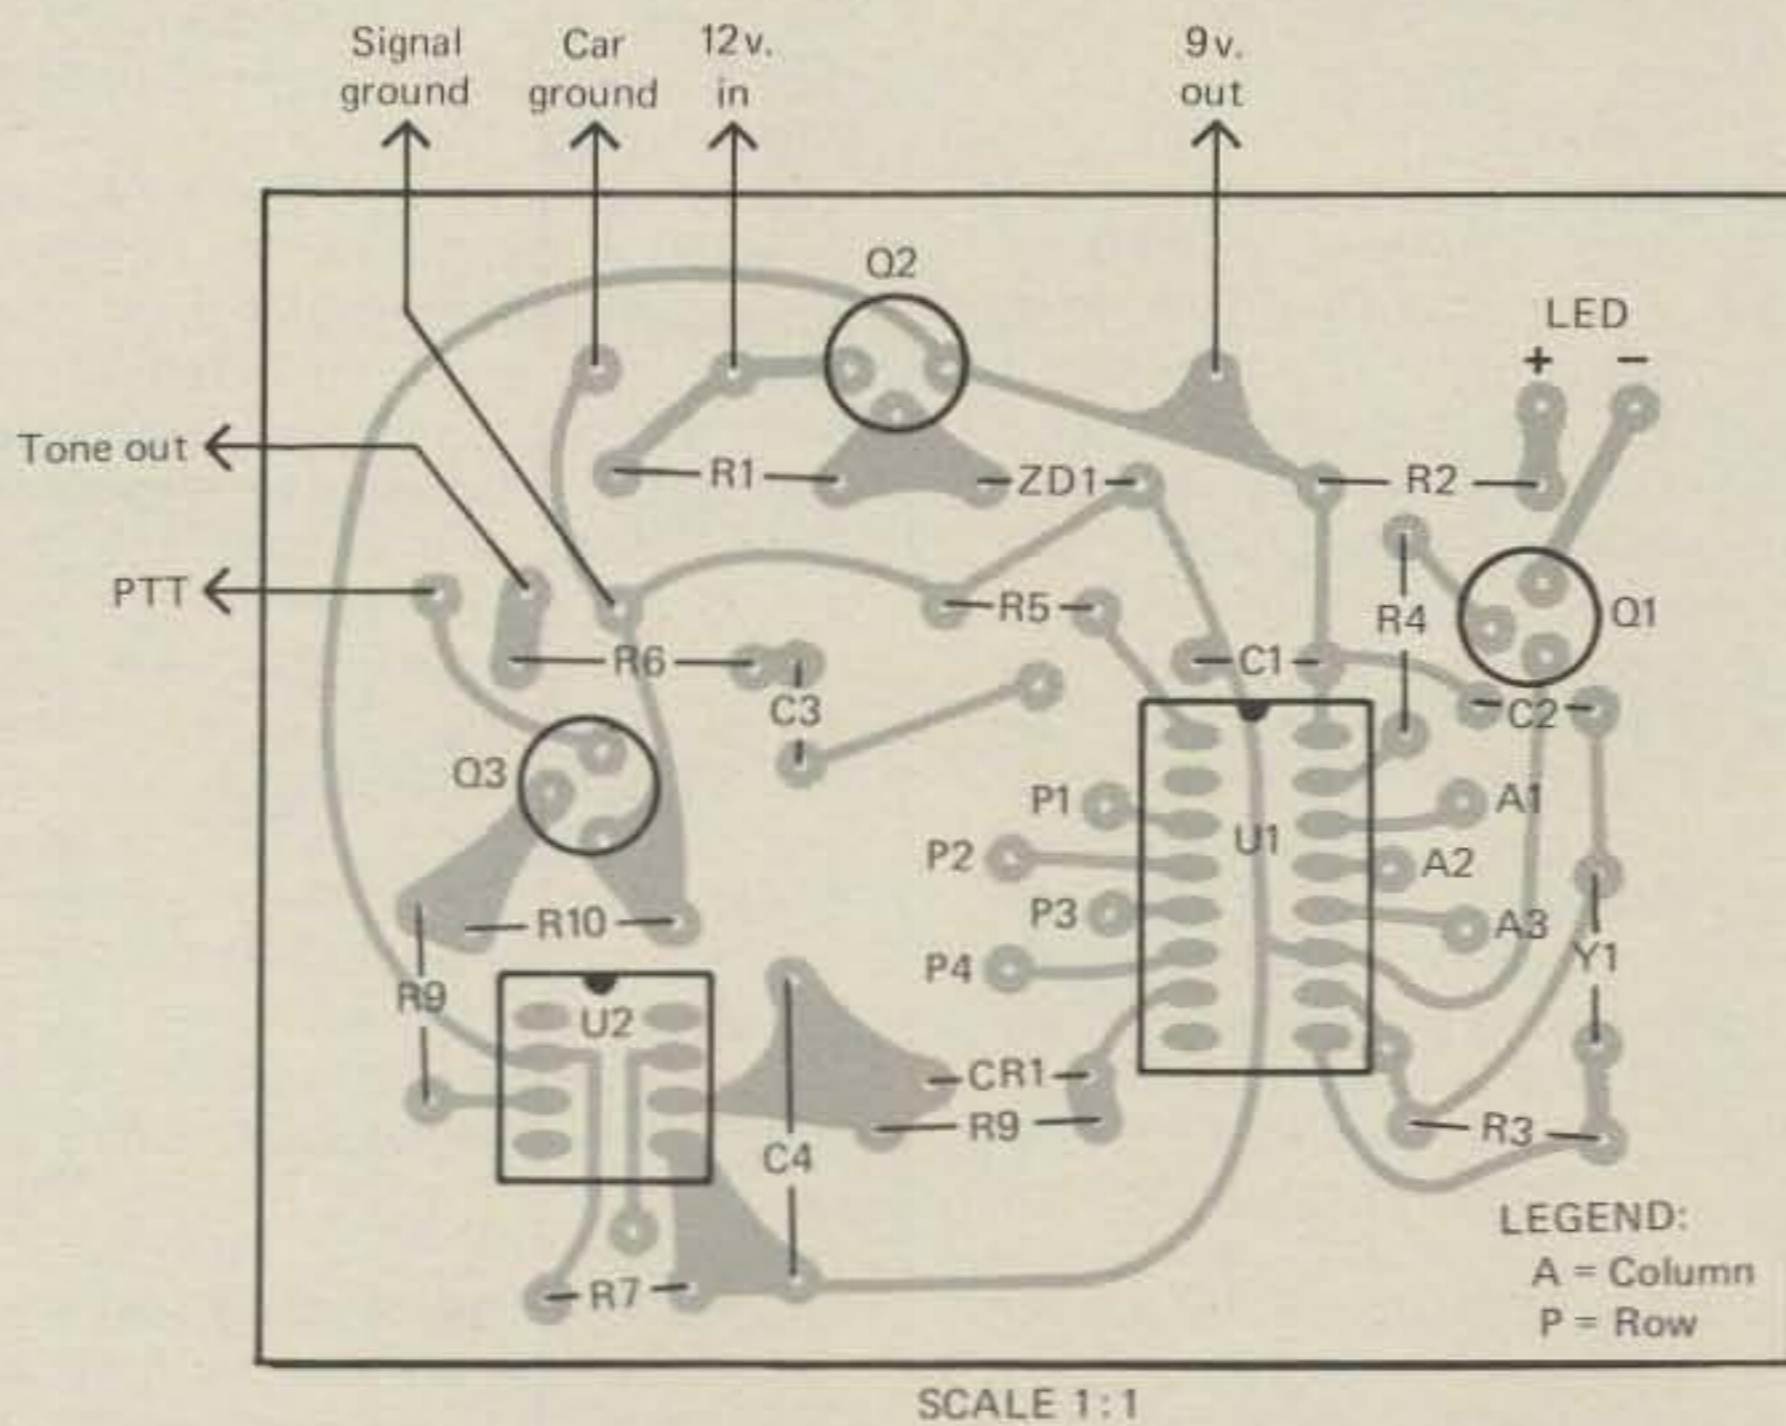 Signal
ground
Car
ground
12v.
in
9v.
out
Q2
LED
+ −
Tone out
R1
ZD1
R2
PTT
R5
R4
Q1
R6
C1
C3
C2
Q3
P1
A1
P2
U1
A2
P3
A3
R10
P4
Y1
R9
U2
CR1
R9
R3
C4
R7
LEGEND:
A = Column
P = Row
SCALE 1:1